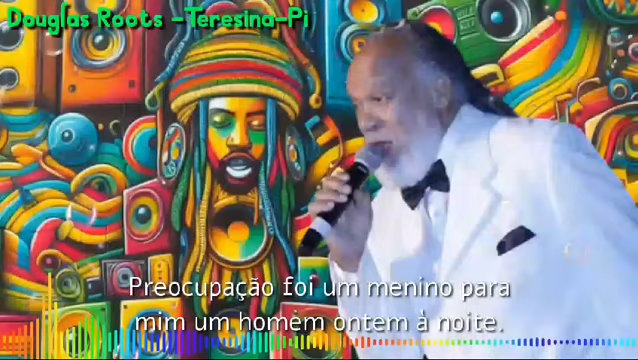 Douglas Roots -Teresina-Pi
Preocupação foi um menino para
mim um homem ontem à noite.